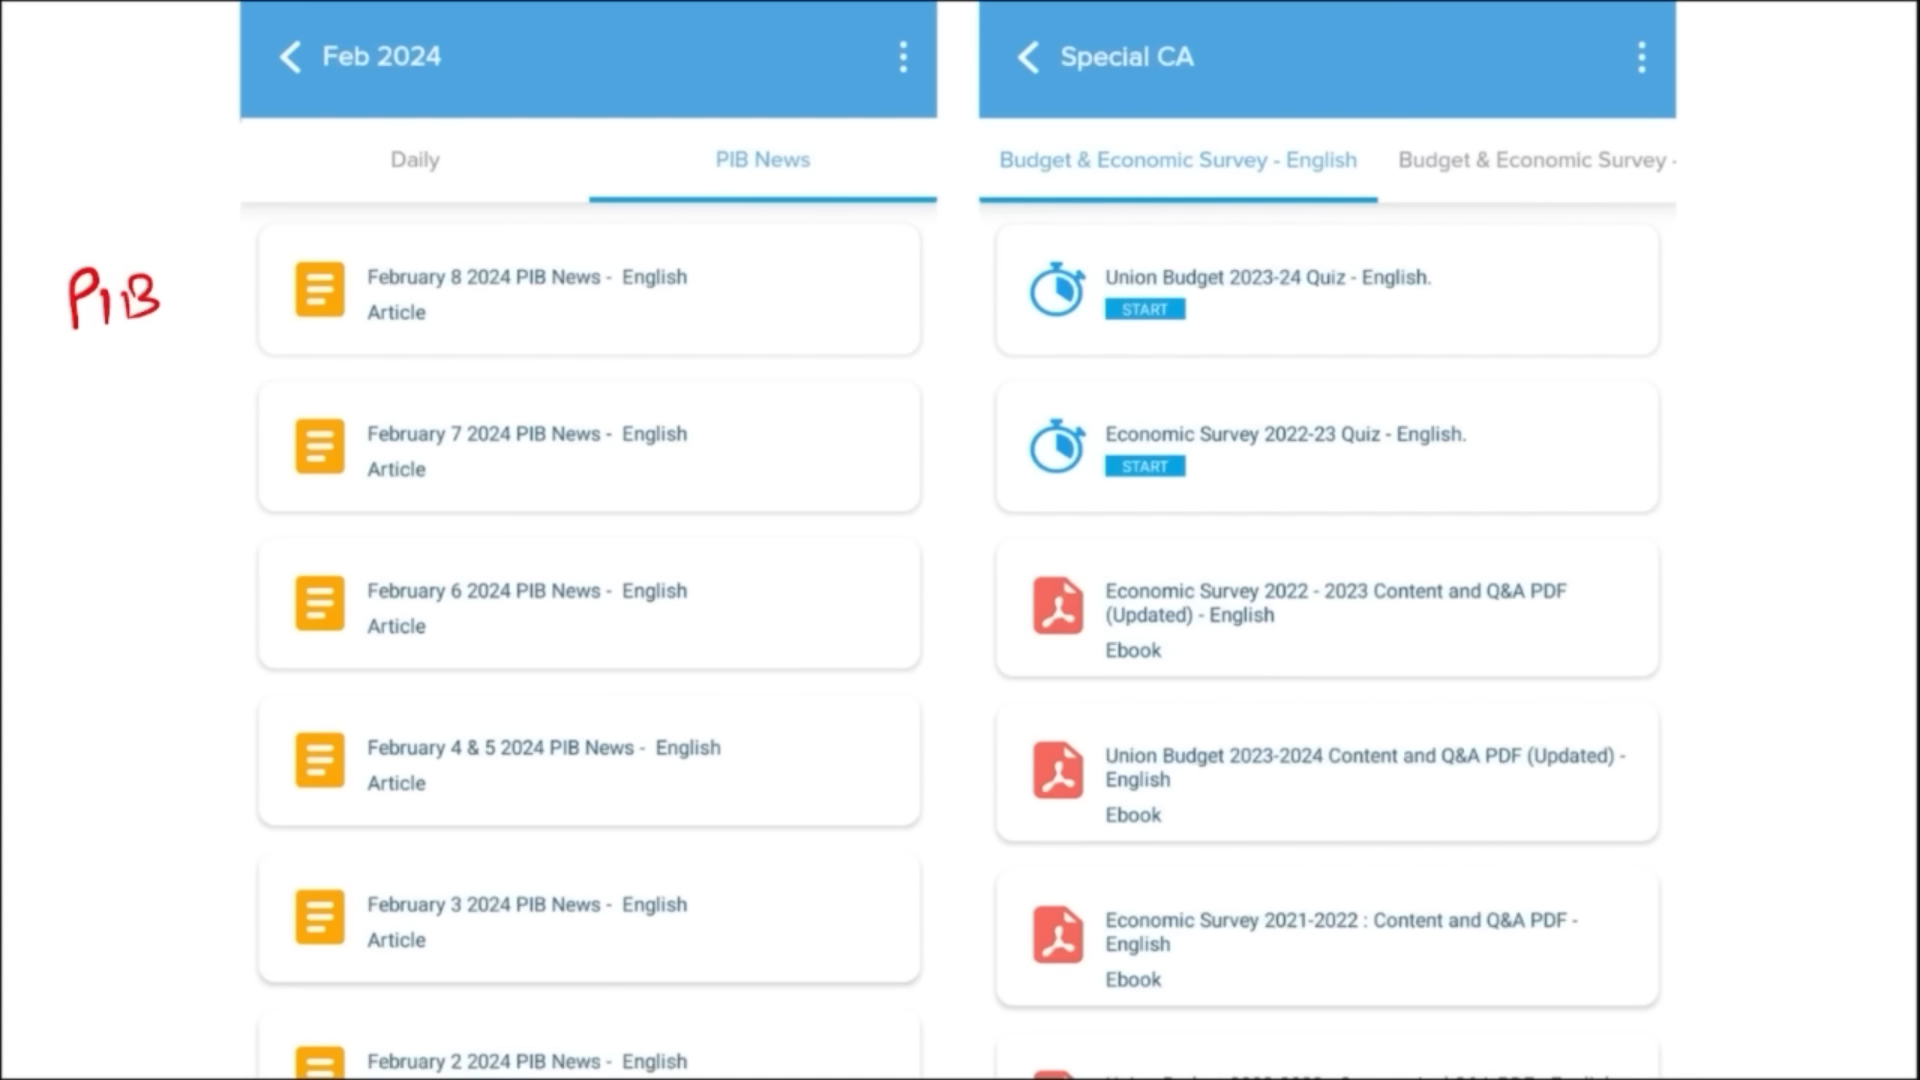 PIB
Feb 2024
Daily
PIB News
February 8 2024 PIB News - English
Article
February 7 2024 PIB News - English
Article
February 6 2024 PIB News - English
Article
February 4 & 5 2024 PIB News - English
Article
February 3 2024 PIB News - English
Article
February 2 2024 PIB News - English
Special CA
Budget & Economic Survey - English
Budget & Economic Survey -
Union Budget 2023-24 Quiz - English.
START
Economic Survey 2022-23 Quiz - English.
START
Economic Survey 2022 - 2023 Content and Q&A PDF
(Updated) - English
Ebook
Union Budget 2023-2024 Content and Q&A PDF (Updated) -
English
Ebook
Economic Survey 2021-2022 : Content and Q&A PDF -
English
Ebook